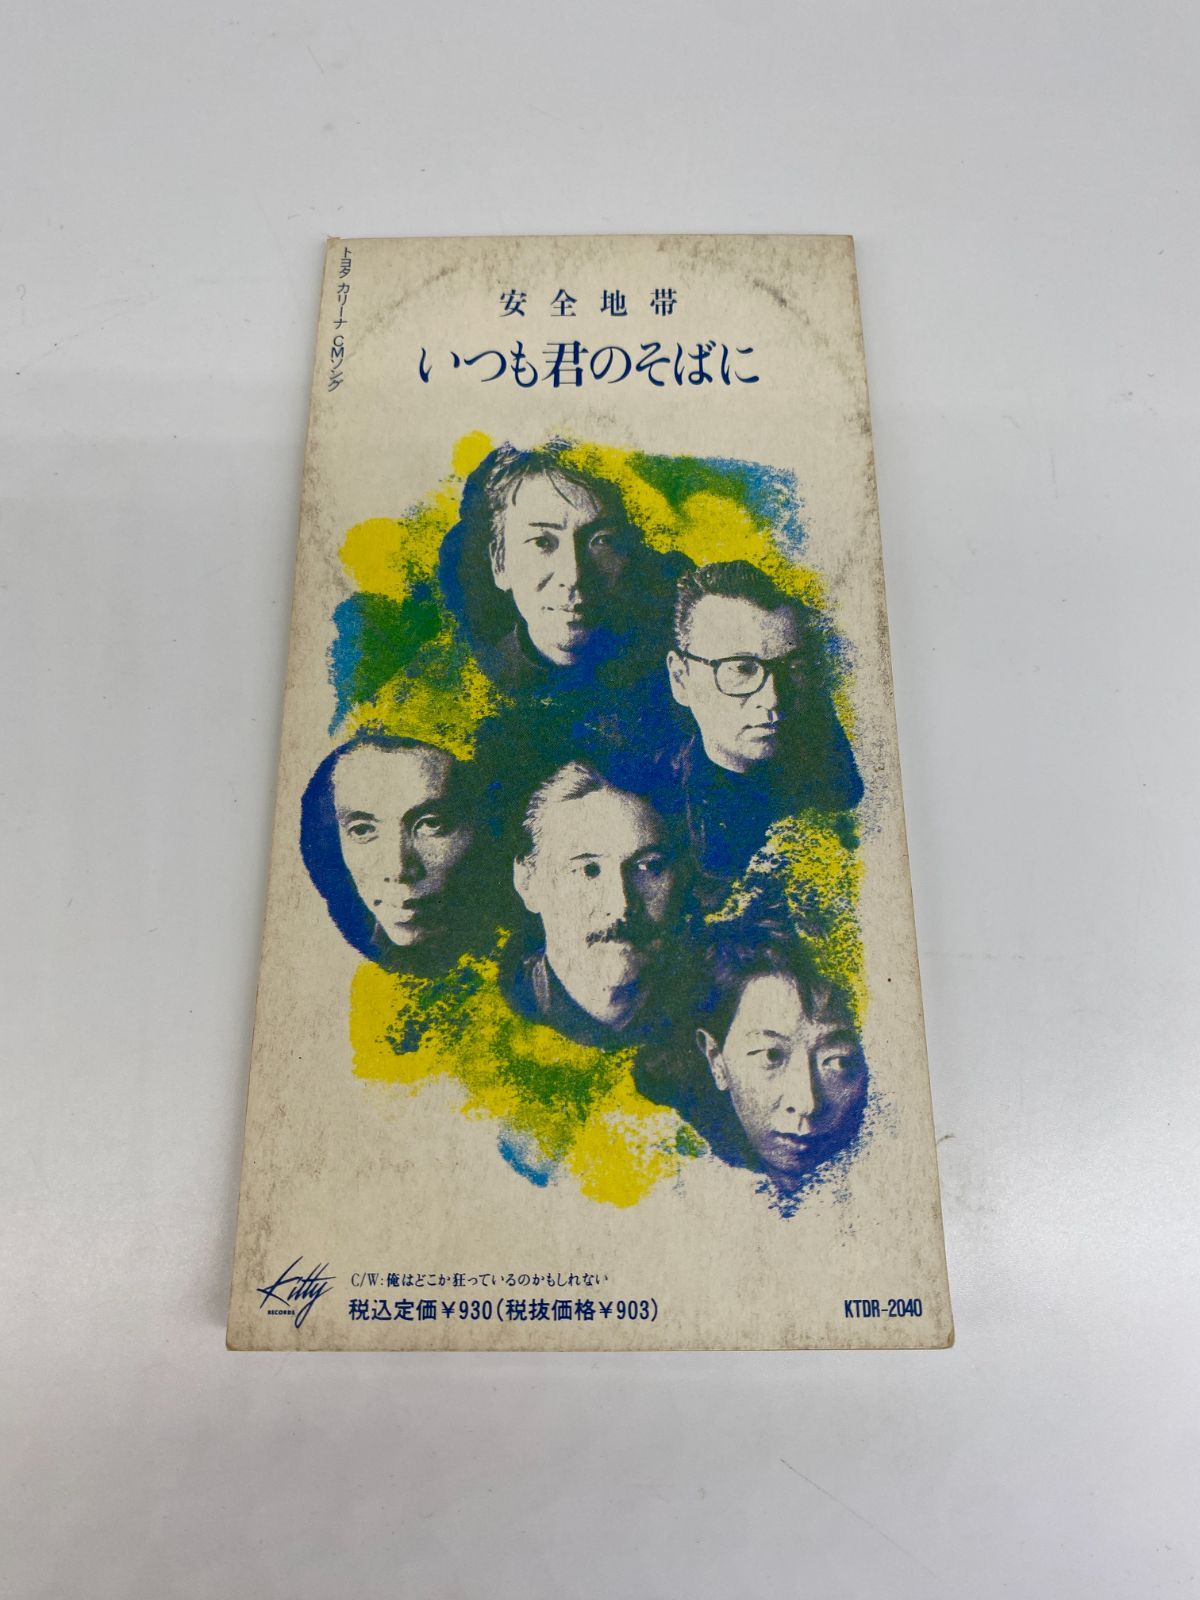 トヨタ カリーナ CMソング
安全地帯
いつも君のそばに
Kitty
RECORDS
C/W:俺はどこか狂っているのかもしれない
税込定価¥930(税抜価格¥903)
KTDR-2040